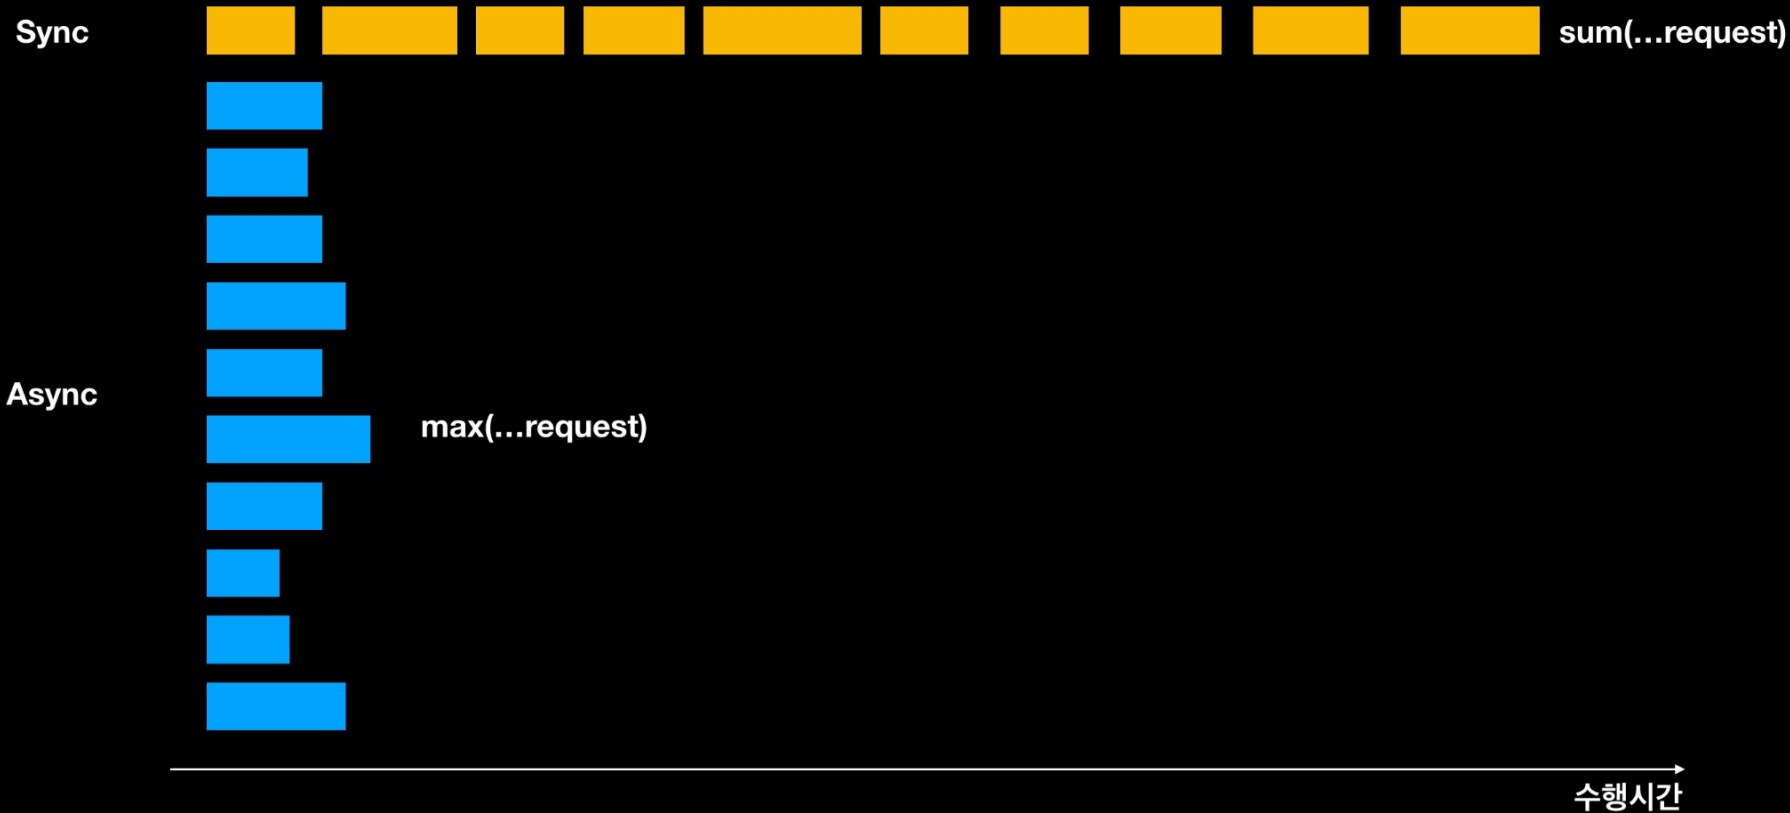 Sync
sum(...request)
Async
max(...request)
수행시간